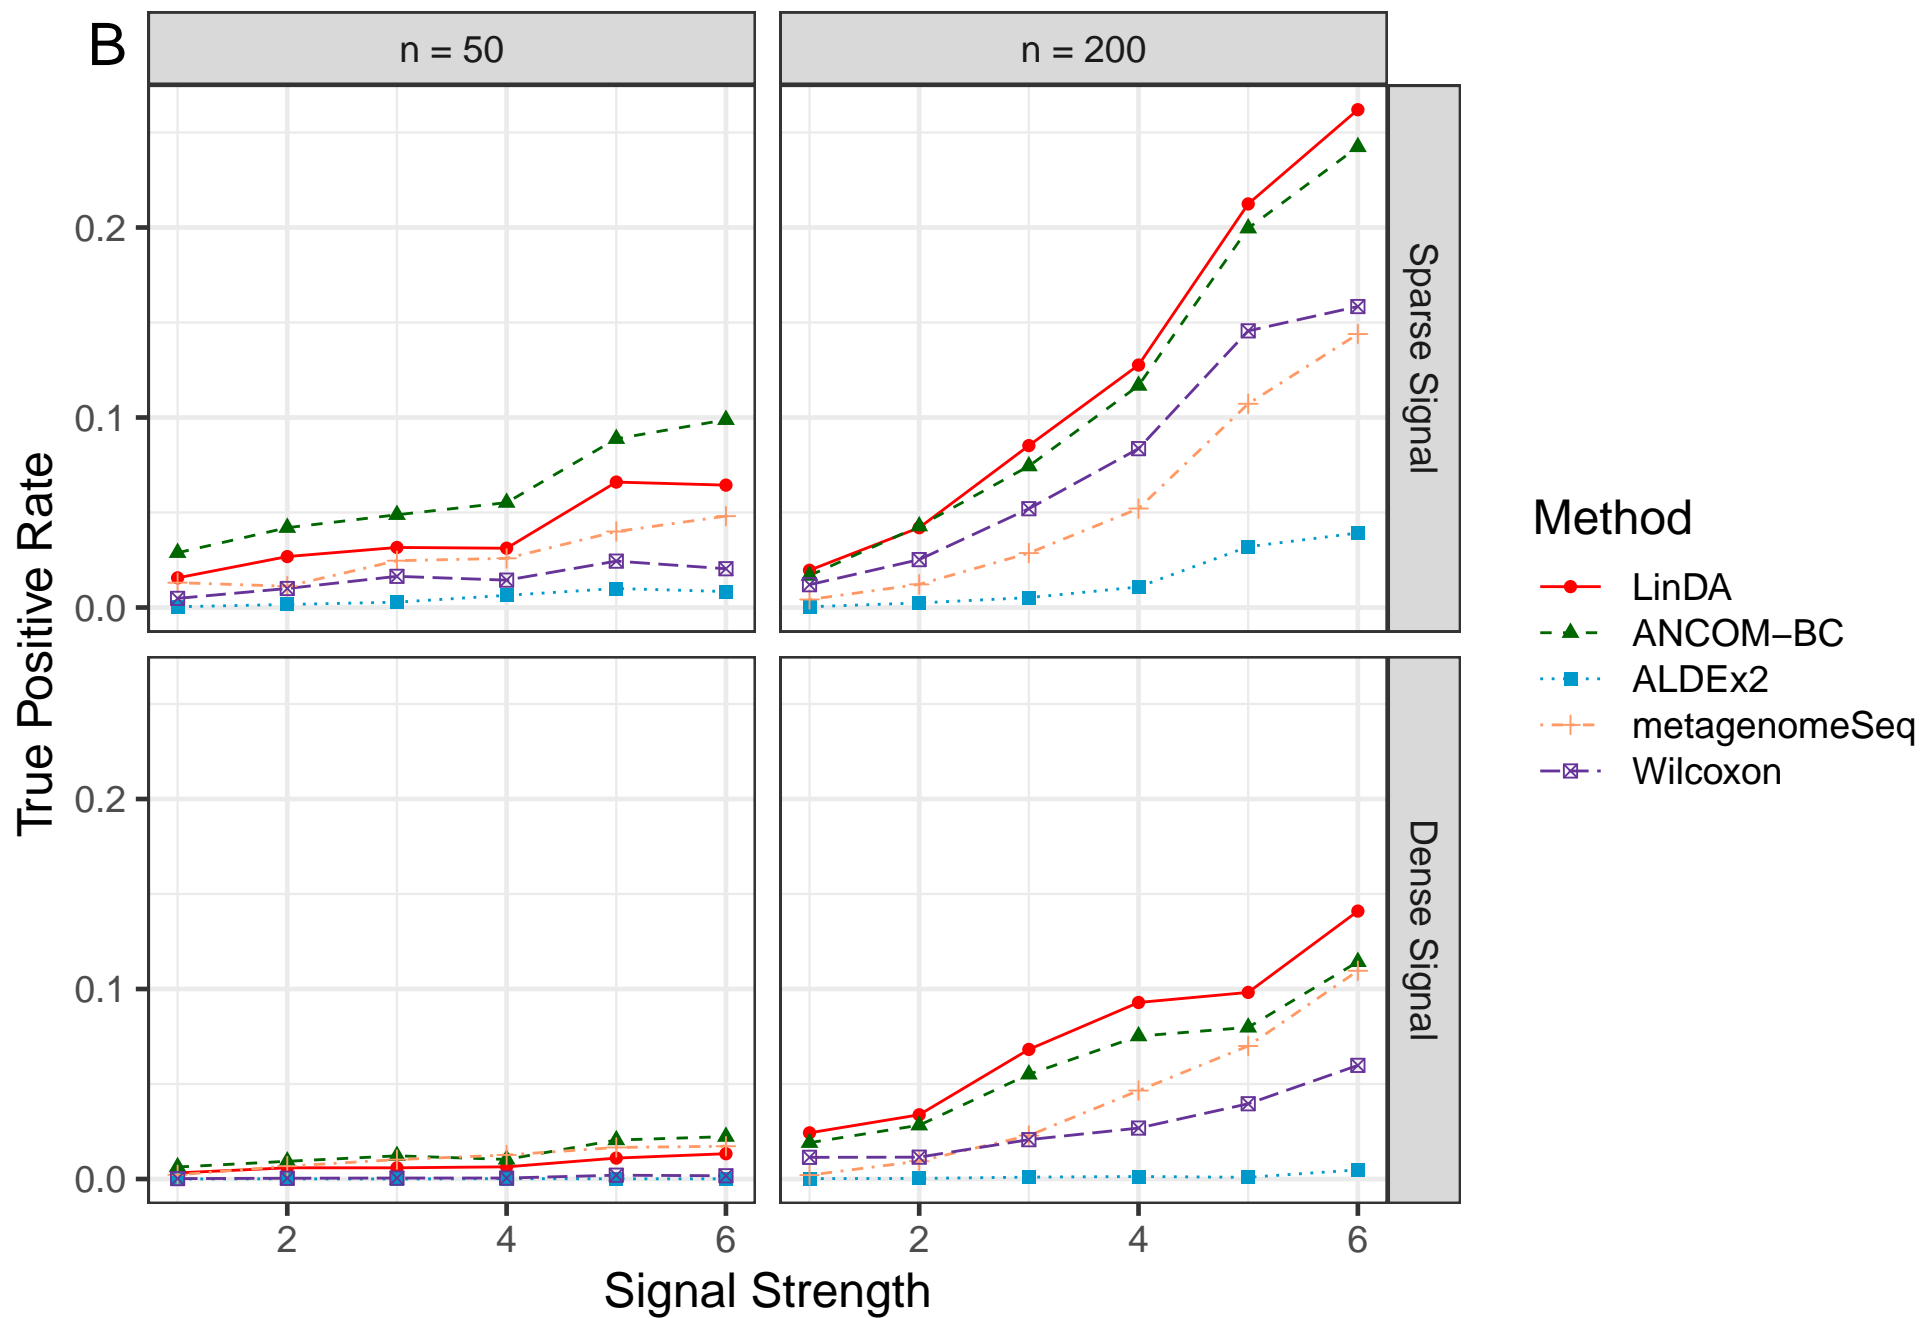 B
n = 50
n = 200
True Positive Rate
0.2
0.1
0.0
Sparse Signal
0.2
0.1
0.0
Dense Signal
2
4
6
2
4
6
Signal Strength
Method
LinDA
ANCOM−BC
ALDEx2
metagenomeSeq
Wilcoxon